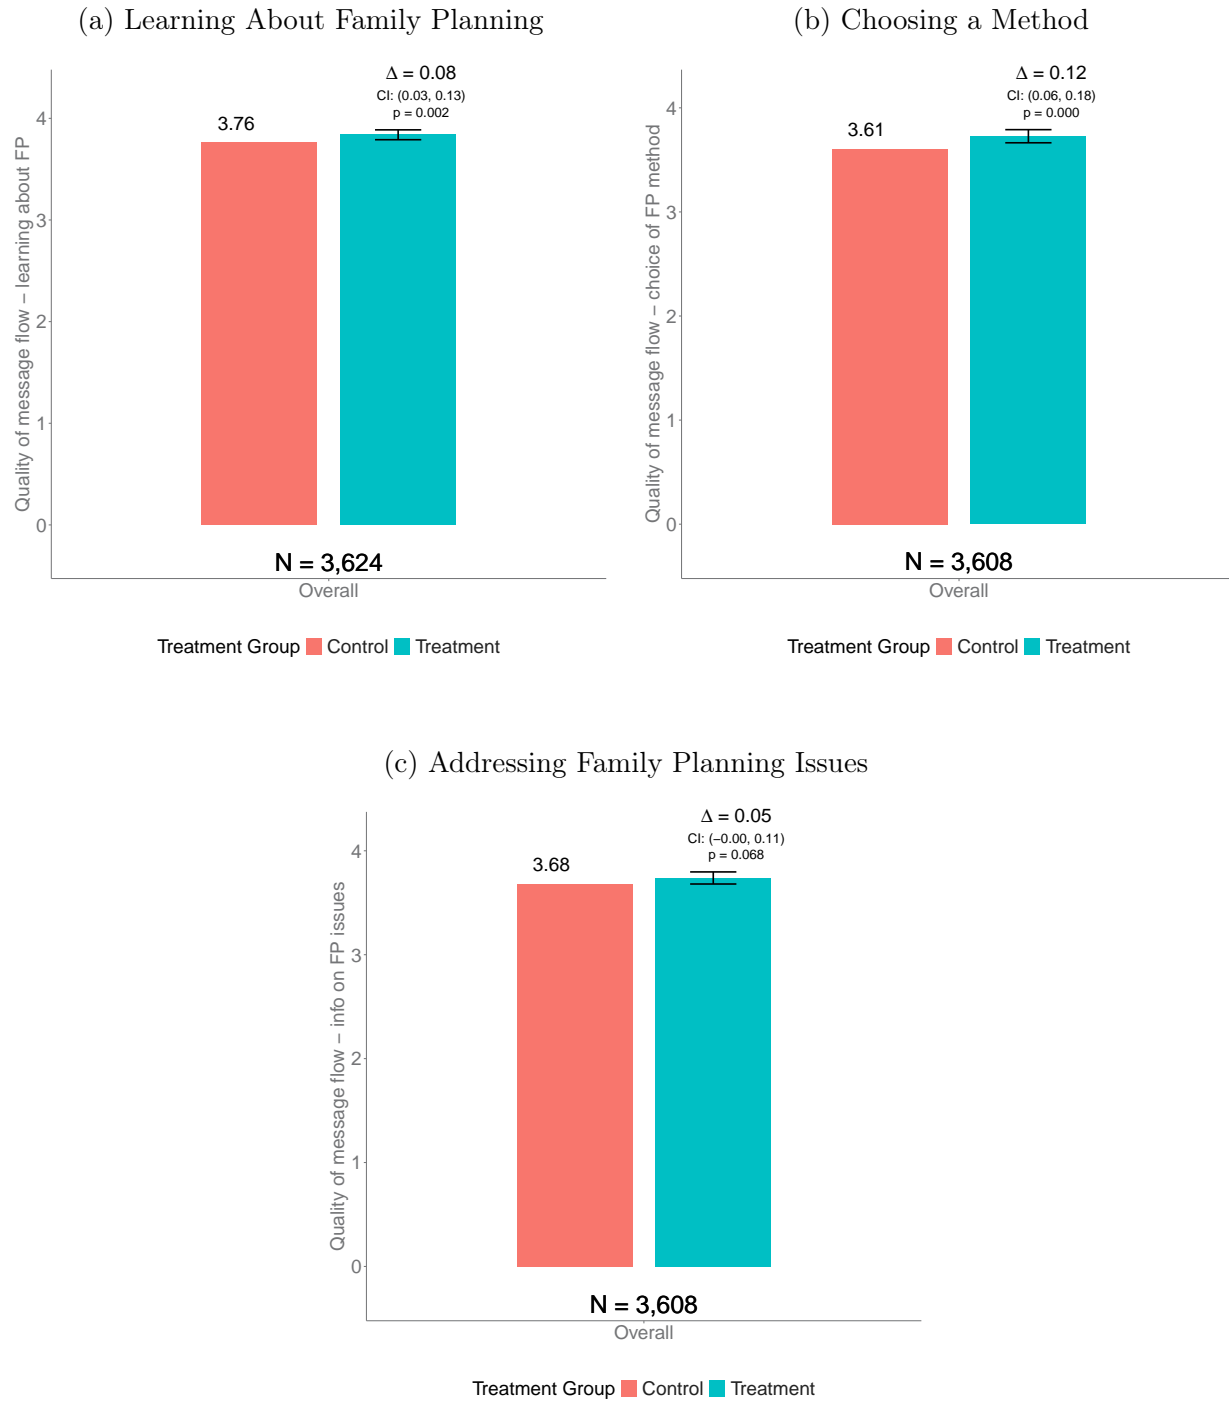 (a) Learning About Family Planning
Quality of message flow – learning about FP
4
3
2
1
0
3.76
Δ = 0.08
CI: (0.03, 0.13)
p = 0.002
N = 3,624
Overall
Treatment Group Control Treatment
(b) Choosing a Method
Quality of message flow – choice of FP method
4
3
2
1
0
3.61
Δ = 0.12
CI: (0.06, 0.18)
p = 0.000
N = 3,608
Overall
Treatment Group Control Treatment
(c) Addressing Family Planning Issues
Quality of message flow – info on FP issues
4
3
2
1
0
3.68
Δ = 0.05
CI: (−0.00, 0.11)
p = 0.068
N = 3,608
Overall
Treatment Group Control Treatment